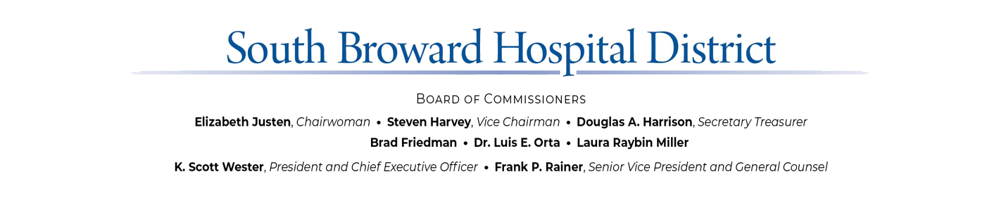 South Broward Hospital District
BOARD OF COMMISSIONERS
Elizabeth Justen, Chairwoman • Steven Harvey, Vice Chairman • Douglas A. Harrison, Secretary Treasurer
Brad Friedman • Dr. Luis E. Orta • Laura Raybin Miller
K. Scott Wester, President and Chief Executive Officer • Frank P. Rainer, Senior Vice President and General Counsel